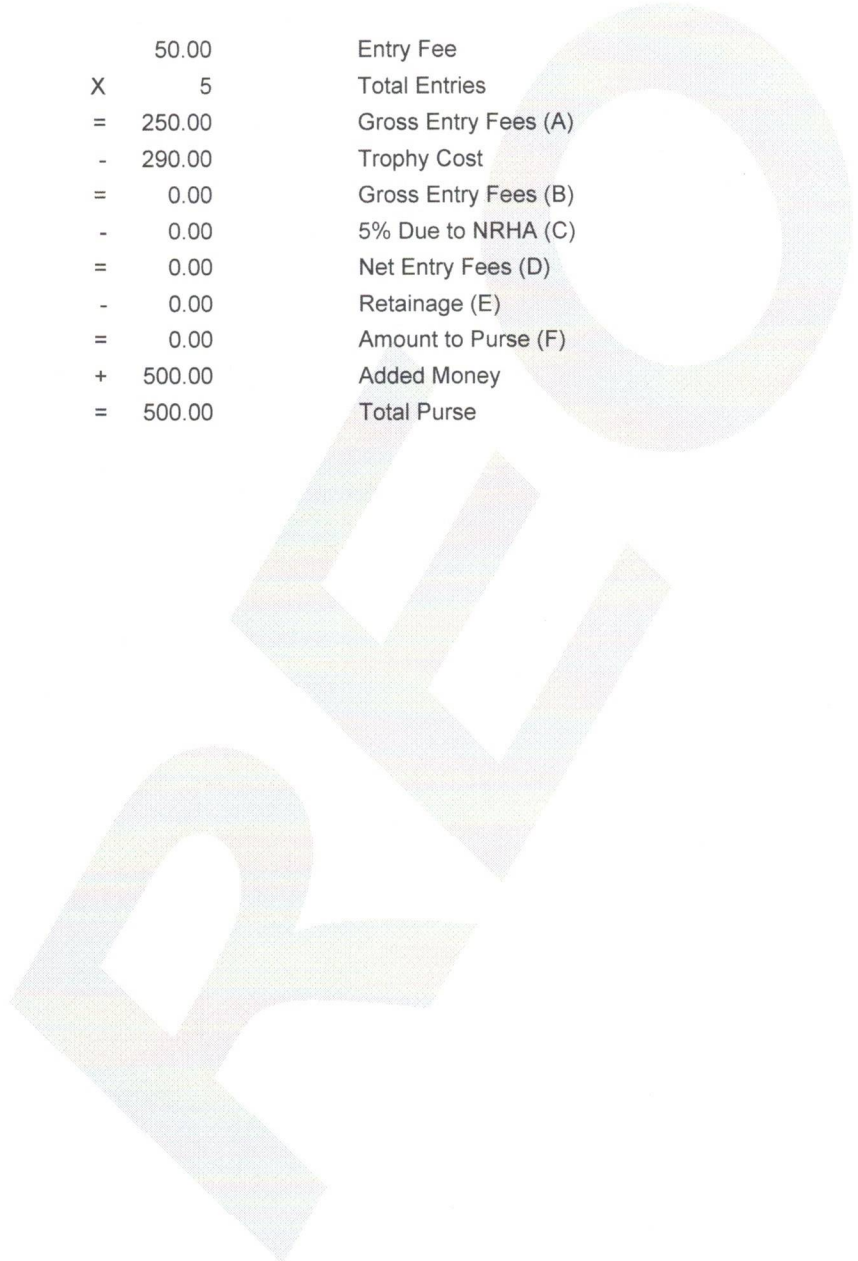 50.00 Entry Fee
X 5 Total Entries
= 250.00 Gross Entry Fees (A)
- 290.00 Trophy Cost
= 0.00 Gross Entry Fees (B)
- 0.00 5% Due to NRHA (C)
= 0.00 Net Entry Fees (D)
- 0.00 Retainage (E)
= 0.00 Amount to Purse (F)
+ 500.00 Added Money
= 500.00 Total Purse
REO